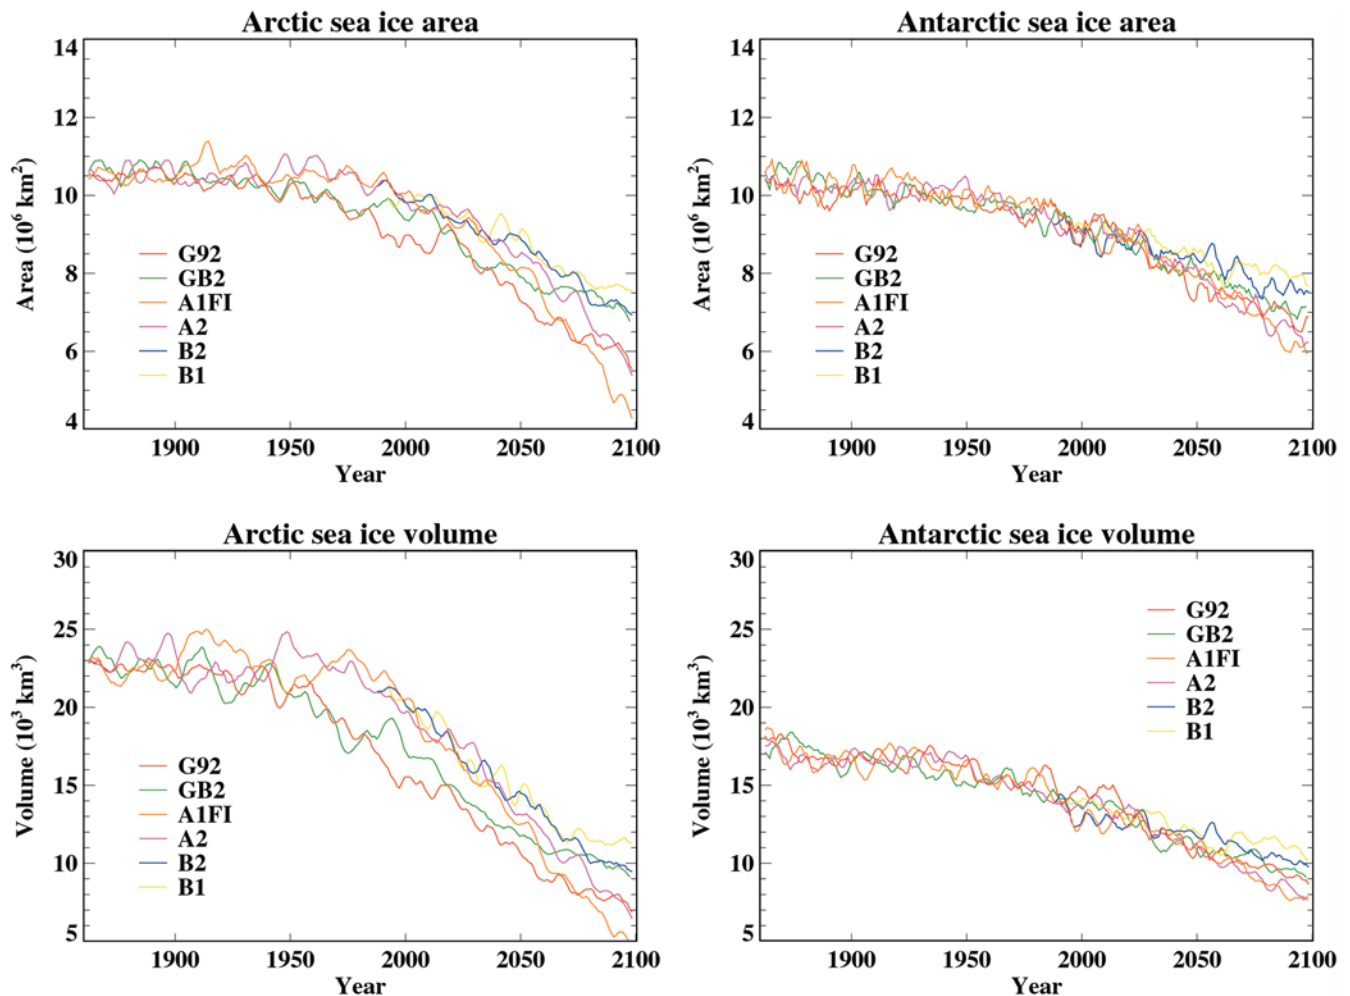 Arctic sea ice area
14
12
10
8
6
4
Area (10⁶ km²)
G92
GB2
A1FI
A2
B2
B1
1900 1950 2000 2050 2100
Year
Antarctic sea ice area
14
12
10
8
6
4
Area (10⁶ km²)
G92
GB2
A1FI
A2
B2
B1
1900 1950 2000 2050 2100
Year
Arctic sea ice volume
30
25
20
15
10
5
Volume (10³ km³)
G92
GB2
A1FI
A2
B2
B1
1900 1950 2000 2050 2100
Year
Antarctic sea ice volume
30
25
20
15
10
5
Volume (10³ km³)
G92
GB2
A1FI
A2
B2
B1
1900 1950 2000 2050 2100
Year